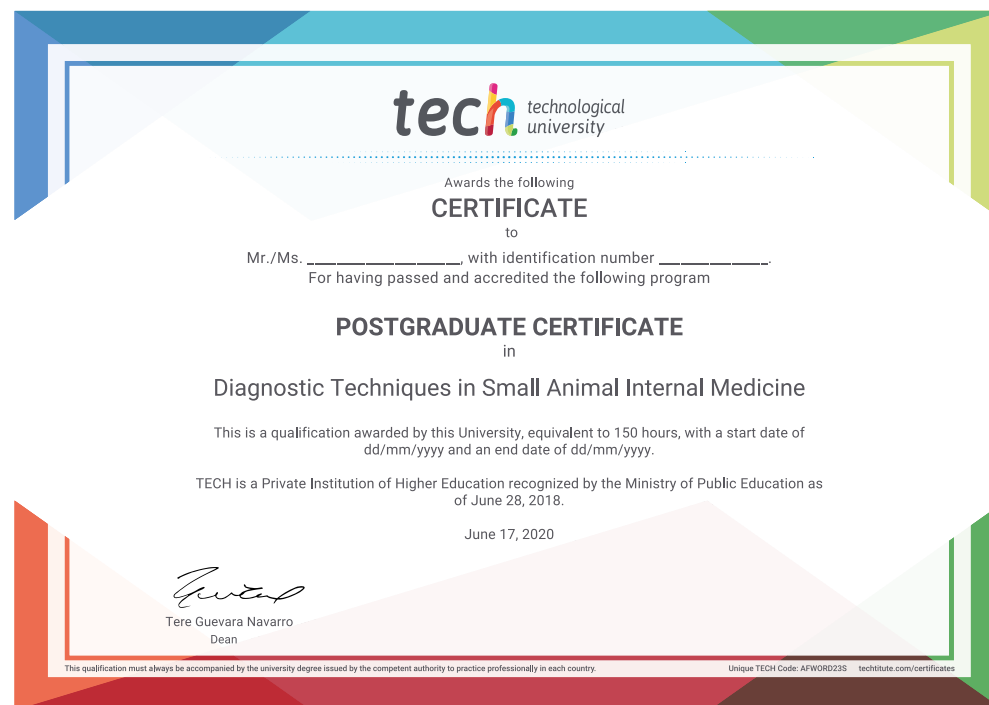 tech technological
university
Awards the following
CERTIFICATE
to
Mr./Ms. ____________________, with identification number ______________.
For having passed and accredited the following program
POSTGRADUATE CERTIFICATE
in
Diagnostic Techniques in Small Animal Internal Medicine
This is a qualification awarded by this University, equivalent to 150 hours, with a start date of
dd/mm/yyyy and an end date of dd/mm/yyyy.
TECH is a Private Institution of Higher Education recognized by the Ministry of Public Education as
of June 28, 2018.
June 17, 2020
Tere Guevara Navarro
Dean
This qualification must always be accompanied by the university degree issued by the competent authority to practice professionally in each country.
Unique TECH Code: AFWORD23S techtitute.com/certificates